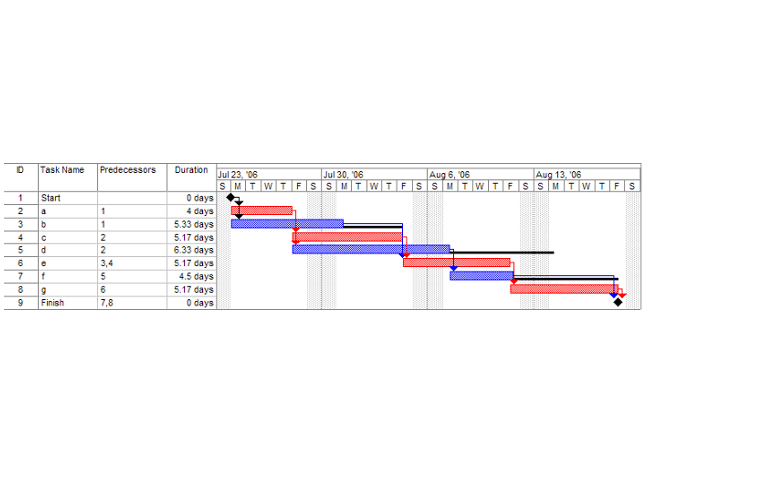 ID Task Name Predecessors Duration Jul 23, '06 Jul 30, '06 Aug 6, '06 Aug 13, '06
S M T W T F S S M T W T F S S M T W T F S S M T W T F S
1 Start 0 days
2 a 1 4 days
3 b 1 5.33 days
4 c 2 5.17 days
5 d 2 6.33 days
6 e 3,4 5.17 days
7 f 5 4.5 days
8 g 6 5.17 days
9 Finish 7,8 0 days